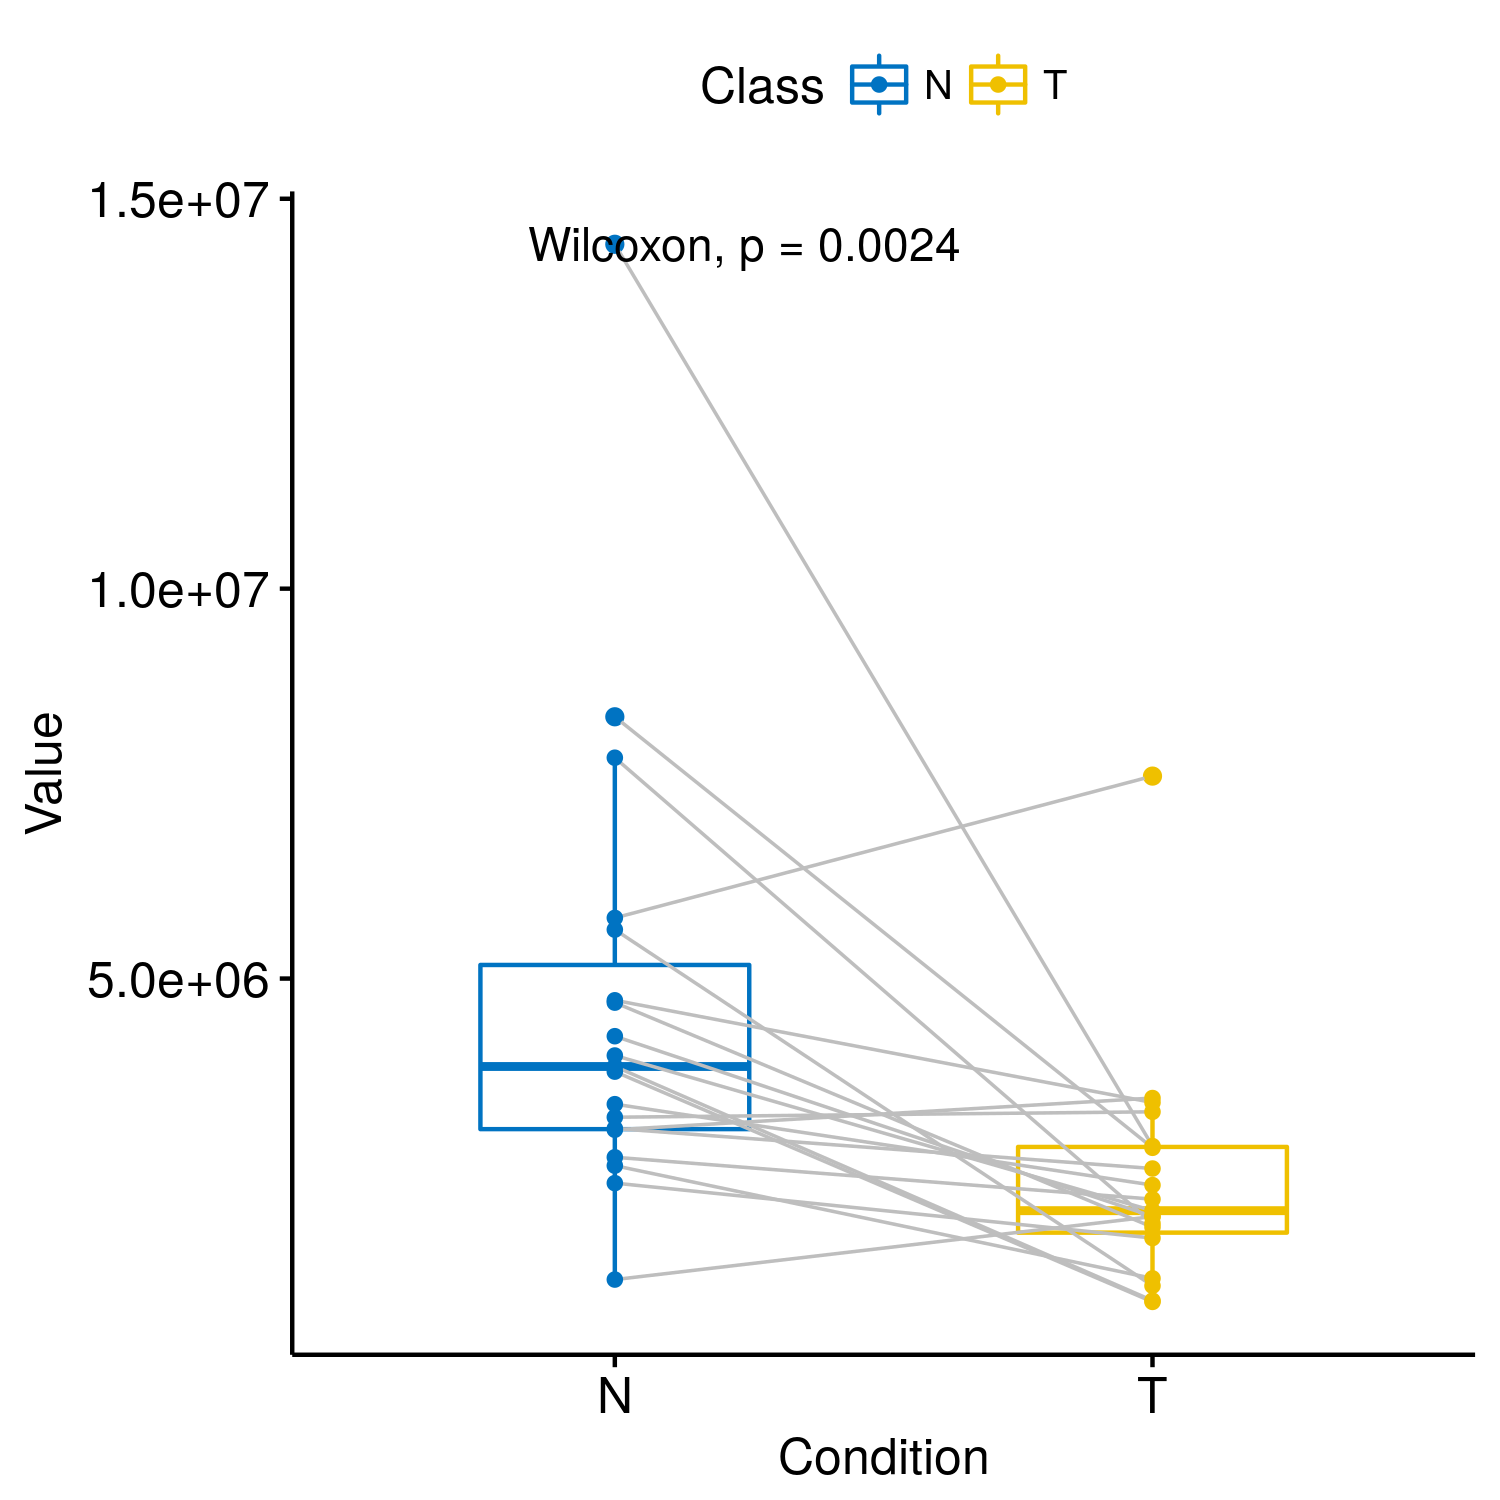 Class N T
1.5e+07
Wilcoxon, p = 0.0024
1.0e+07
Value
5.0e+06
N T
Condition